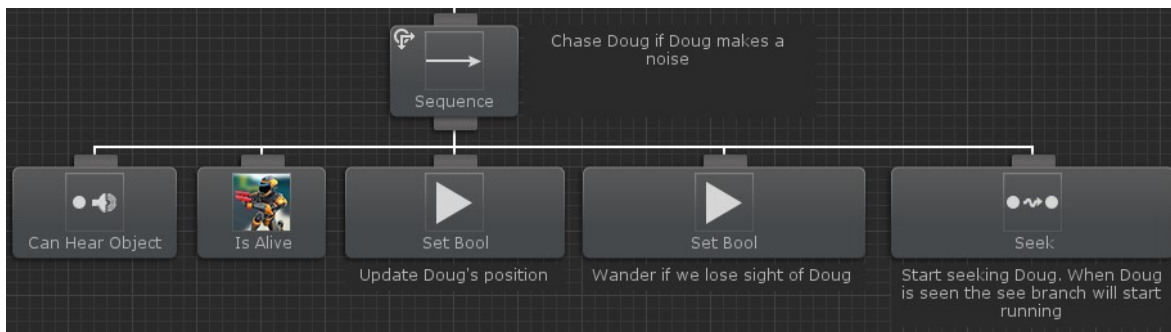 Chase Doug if Doug makes a
noise
Sequence
Can Hear Object
Is Alive
Set Bool
Set Bool
Seek
Update Doug's position
Wander if we lose sight of Doug
Start seeking Doug. When Doug
is seen the see branch will start
running